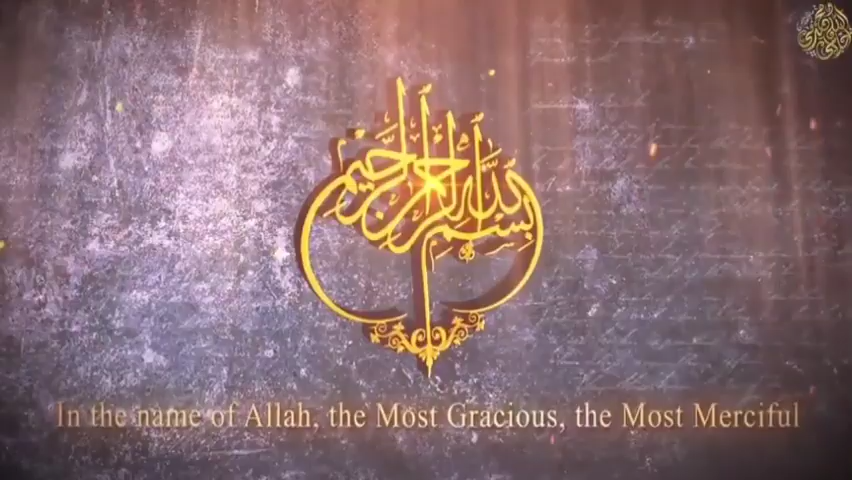 بسم الله الرحمن الرحيم
In the name of Allah, the Most Gracious, the Most Merciful